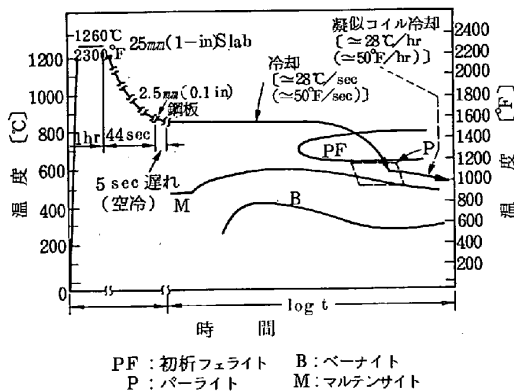 1260℃
2300°F
25mm(1-in)Slab
2.5mm(0.1in)
鋼板
1hr
44sec
5sec遅れ
(空冷)
冷却
[≃28℃/sec
(≃50°F/sec)]
凝似コイル冷却
[≃28℃/hr
(≃50°F/hr)]
PF
P
M
B
温度 [℃]
1200
1000
800
600
400
200
0
2400
2200
2000
1800
1600
1400
1200
1000
800
600
400
200
0
[°F] 温度
log t
時間
PF:初析フェライト B:ベーナイト
P:パーライト M:マルテンサイト